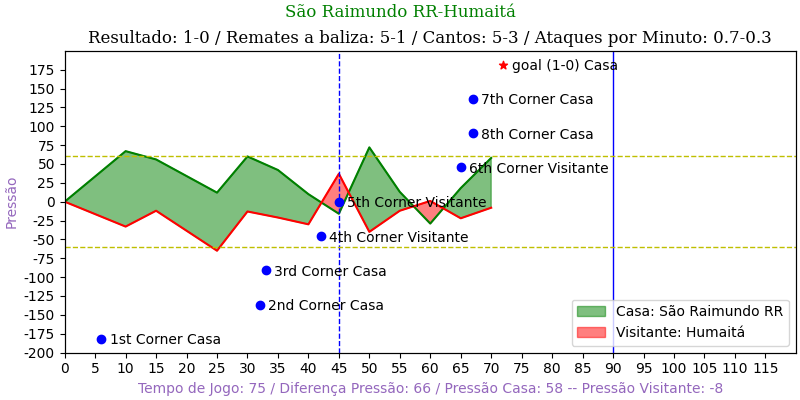 São Raimundo RR-Humaitá
Resultado: 1-0 / Remates a baliza: 5-1 / Cantos: 5-3 / Ataques por Minuto: 0.7-0.3
175
150
125
100
75
50
25
0
-25
-50
-75
-100
-125
-150
-175
-200
Pressão
goal (1-0) Casa
7th Corner Casa
8th Corner Casa
6th Corner Visitante
5th Corner Visitante
4th Corner Visitante
3rd Corner Casa
2nd Corner Casa
1st Corner Casa
Casa: São Raimundo RR
Visitante: Humaitá
0 5 10 15 20 25 30 35 40 45 50 55 60 65 70 75 80 85 90 95 100 105 110 115
Tempo de Jogo: 75 / Diferença Pressão: 66 / Pressão Casa: 58 -- Pressão Visitante: -8